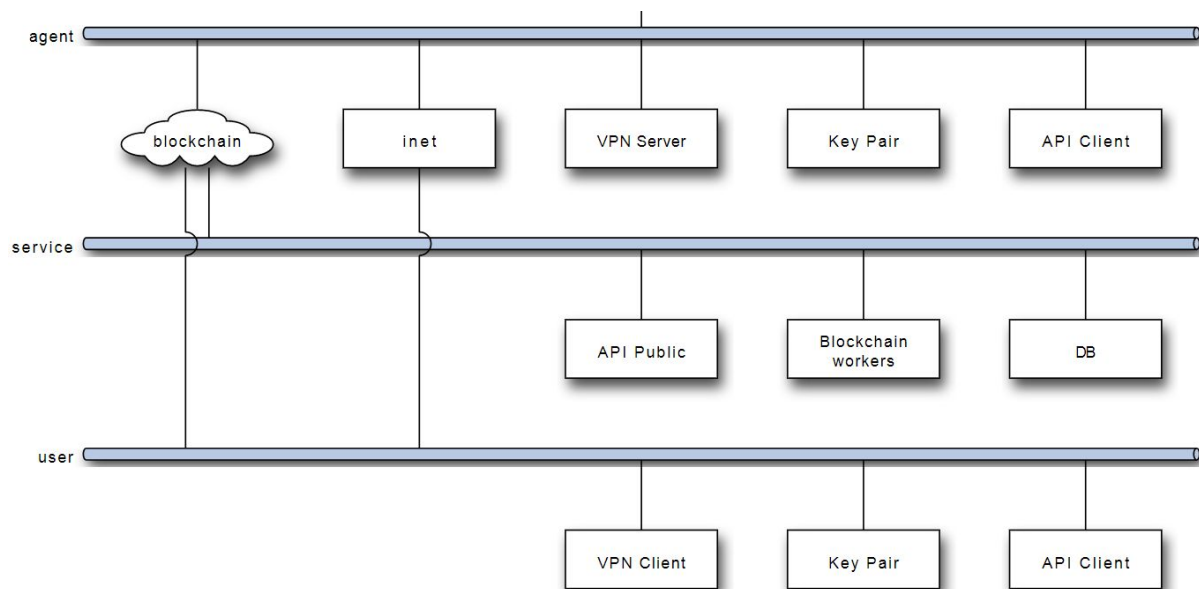 agent
blockchain
inet
VPN Server
Key Pair
API Client
service
API Public
Blockchain
workers
DB
user
VPN Client
Key Pair
API Client